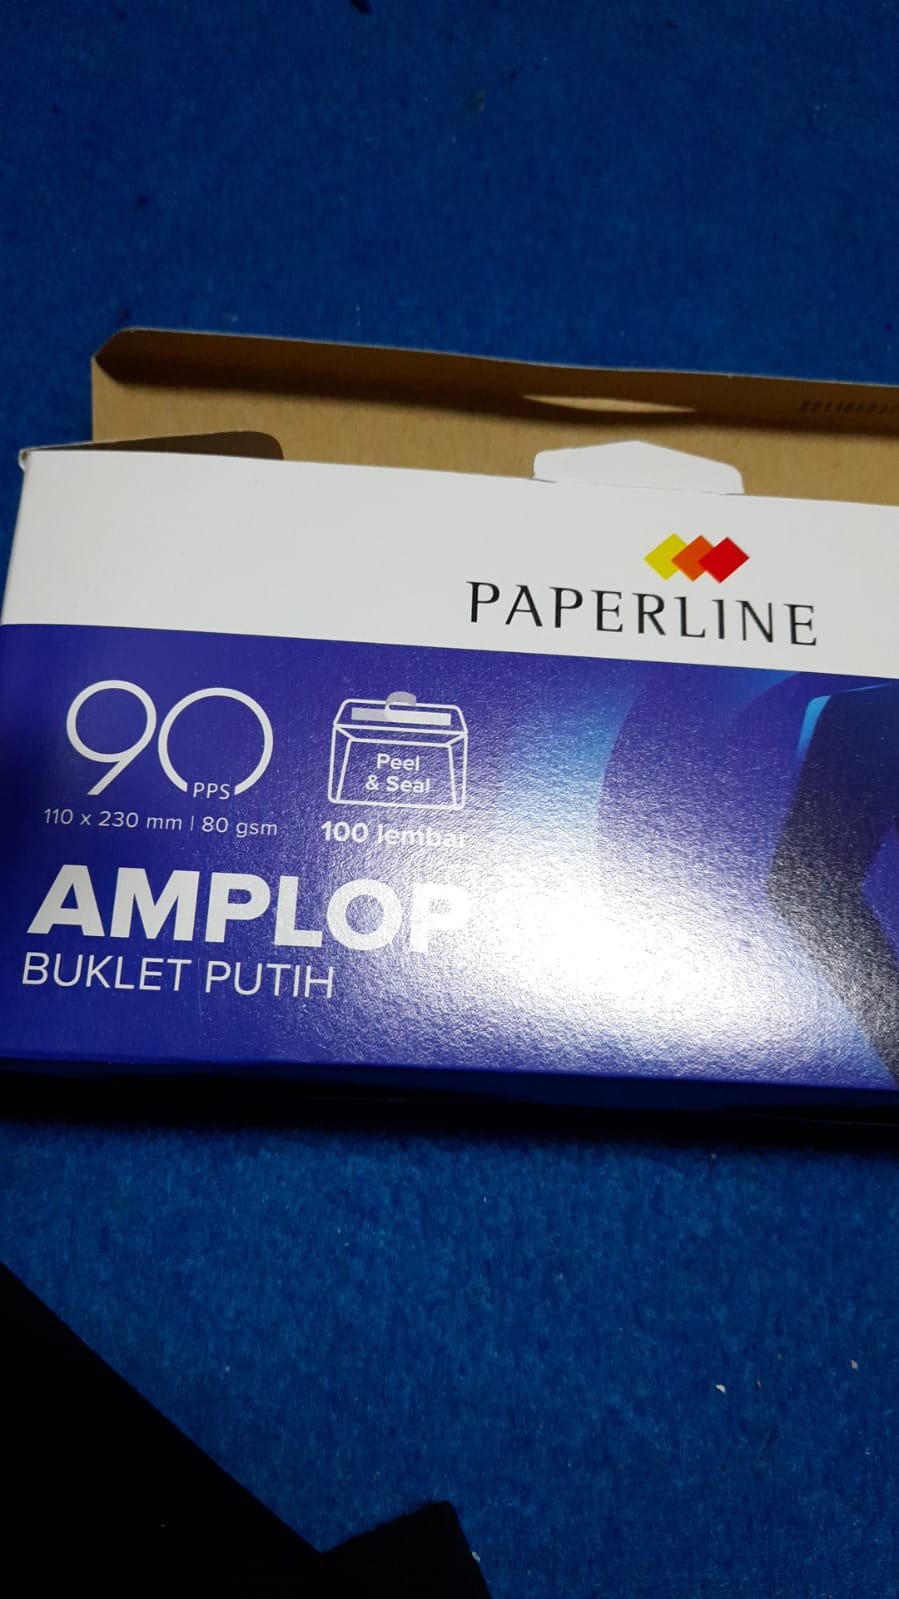 PAPERLINE
90
PPS
110 x 230 mm | 80 gsm
Peel
& Seal
100 lembar
AMPLOP
BUKLET PUTIH